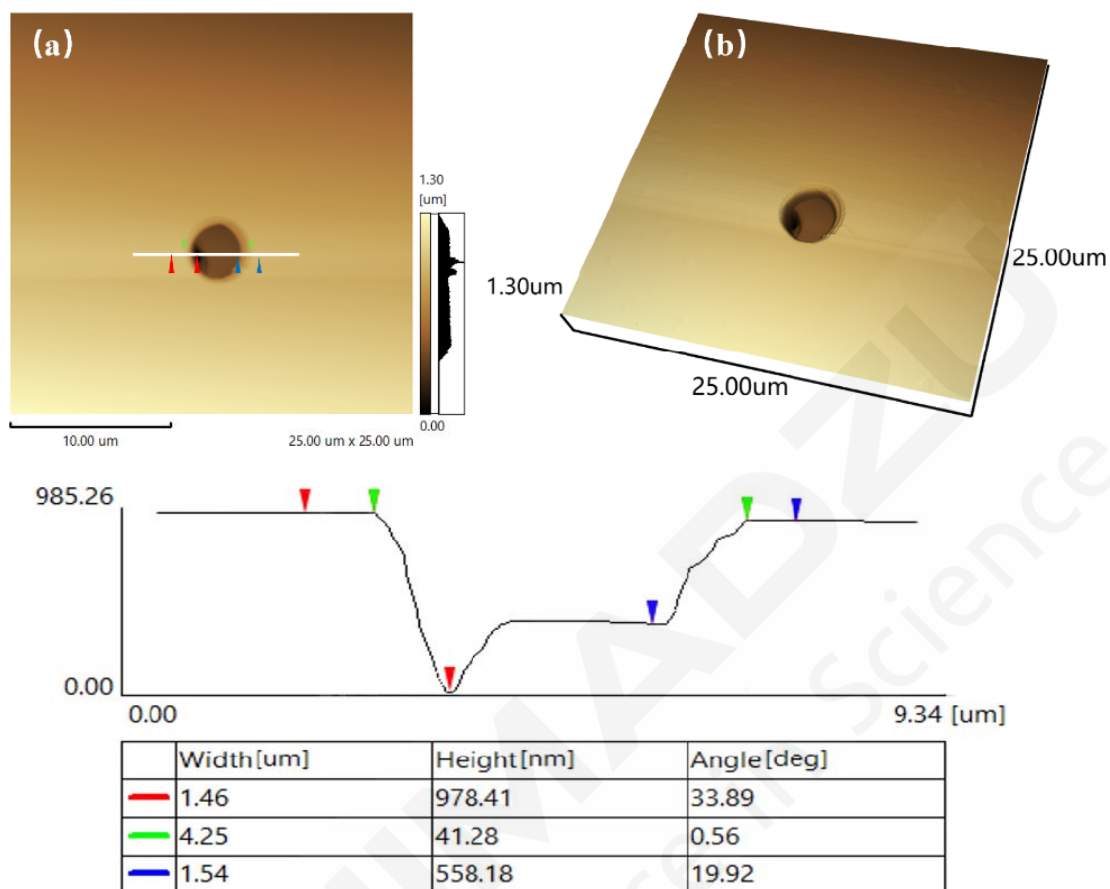 (a)
(b)
1.30
[um]
0.00
10.00 um
25.00 um x 25.00 um
1.30um
25.00um
25.00um
985.26
0.00
0.00
9.34 [um]
Width[um] Height[nm] Angle[deg]
1.46 978.41 33.89
4.25 41.28 0.56
1.54 558.18 19.92